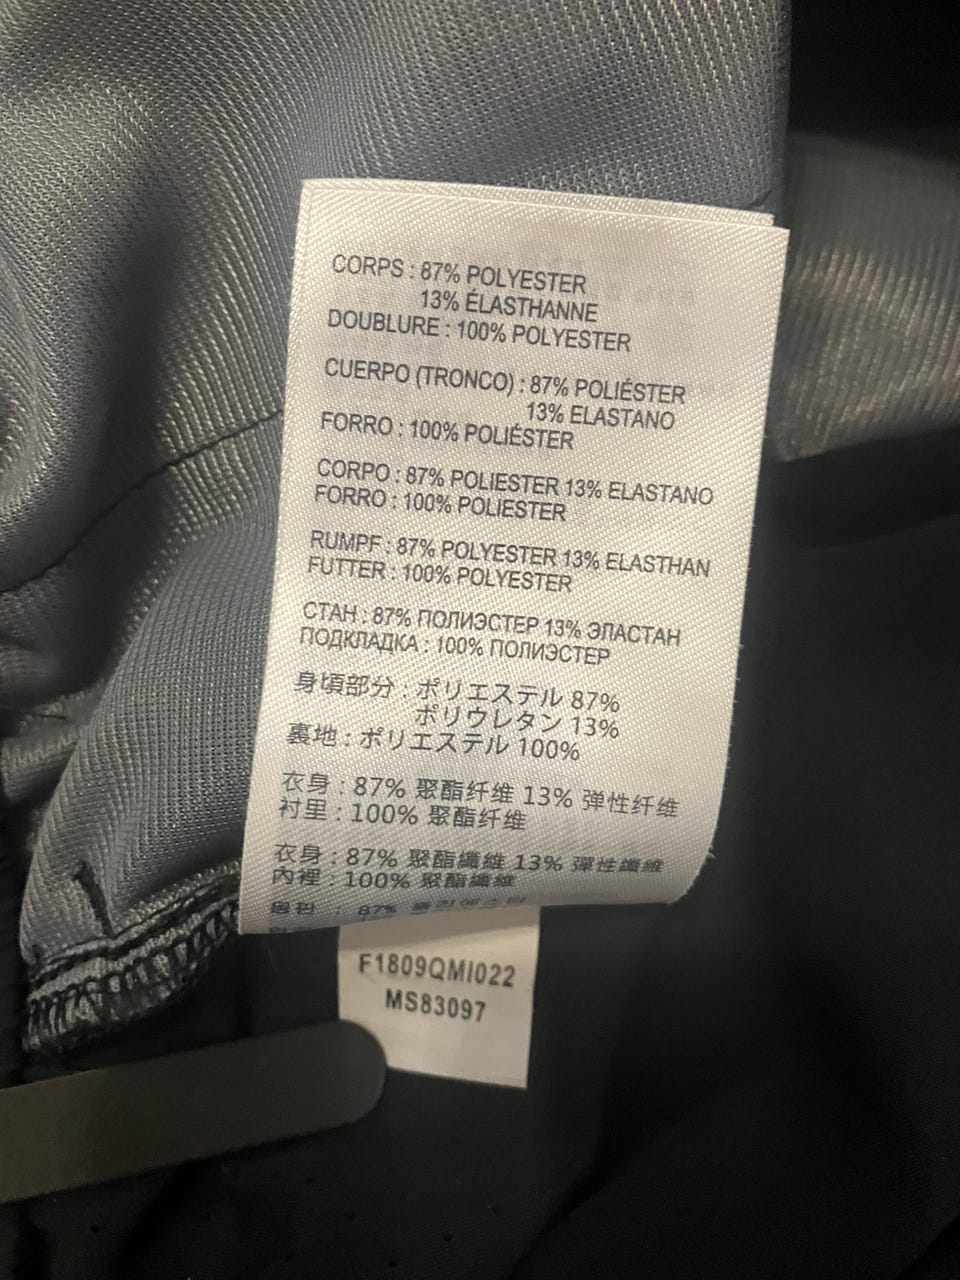 CORPS : 87% POLYESTER
13% ÉLASTHANNE
DOUBLURE : 100% POLYESTER
CUERPO (TRONCO) : 87% POLIÉSTER
13% ELASTANO
FORRO : 100% POLIÉSTER
CORPO : 87% POLIESTER 13% ELASTANO
FORRO : 100% POLIESTER
RUMPF : 87% POLYESTER 13% ELASTHAN
FUTTER : 100% POLYESTER
СТАН : 87% ПОЛИЭСТЕР 13% ЭЛАСТАН
ПОДКЛАДКА : 100% ПОЛИЭСТЕР
身頃部分 : ポリエステル 87%
ポリウレタン 13%
裏地 : ポリエステル 100%
衣身 : 87% 聚酯纤维 13% 弹性纤维
衬里 : 100% 聚酯纤维
衣身 : 87% 聚酯纖維 13% 彈性纖維
內裡 : 100% 聚酯纖維
: 87%
F1809QMI022
MS83097